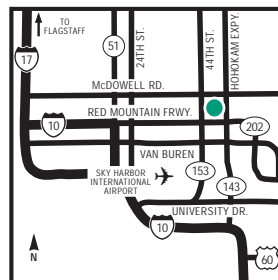 TO
FLAGSTAFF
17
51
24TH ST.
44TH ST.
HOHOKAM EXPY.
McDOWELL RD.
RED MOUNTAIN FRWY.
10
202
VAN BUREN
SKY HARBOR
INTERNATIONAL
AIRPORT
153
143
UNIVERSITY DR.
10
N
60